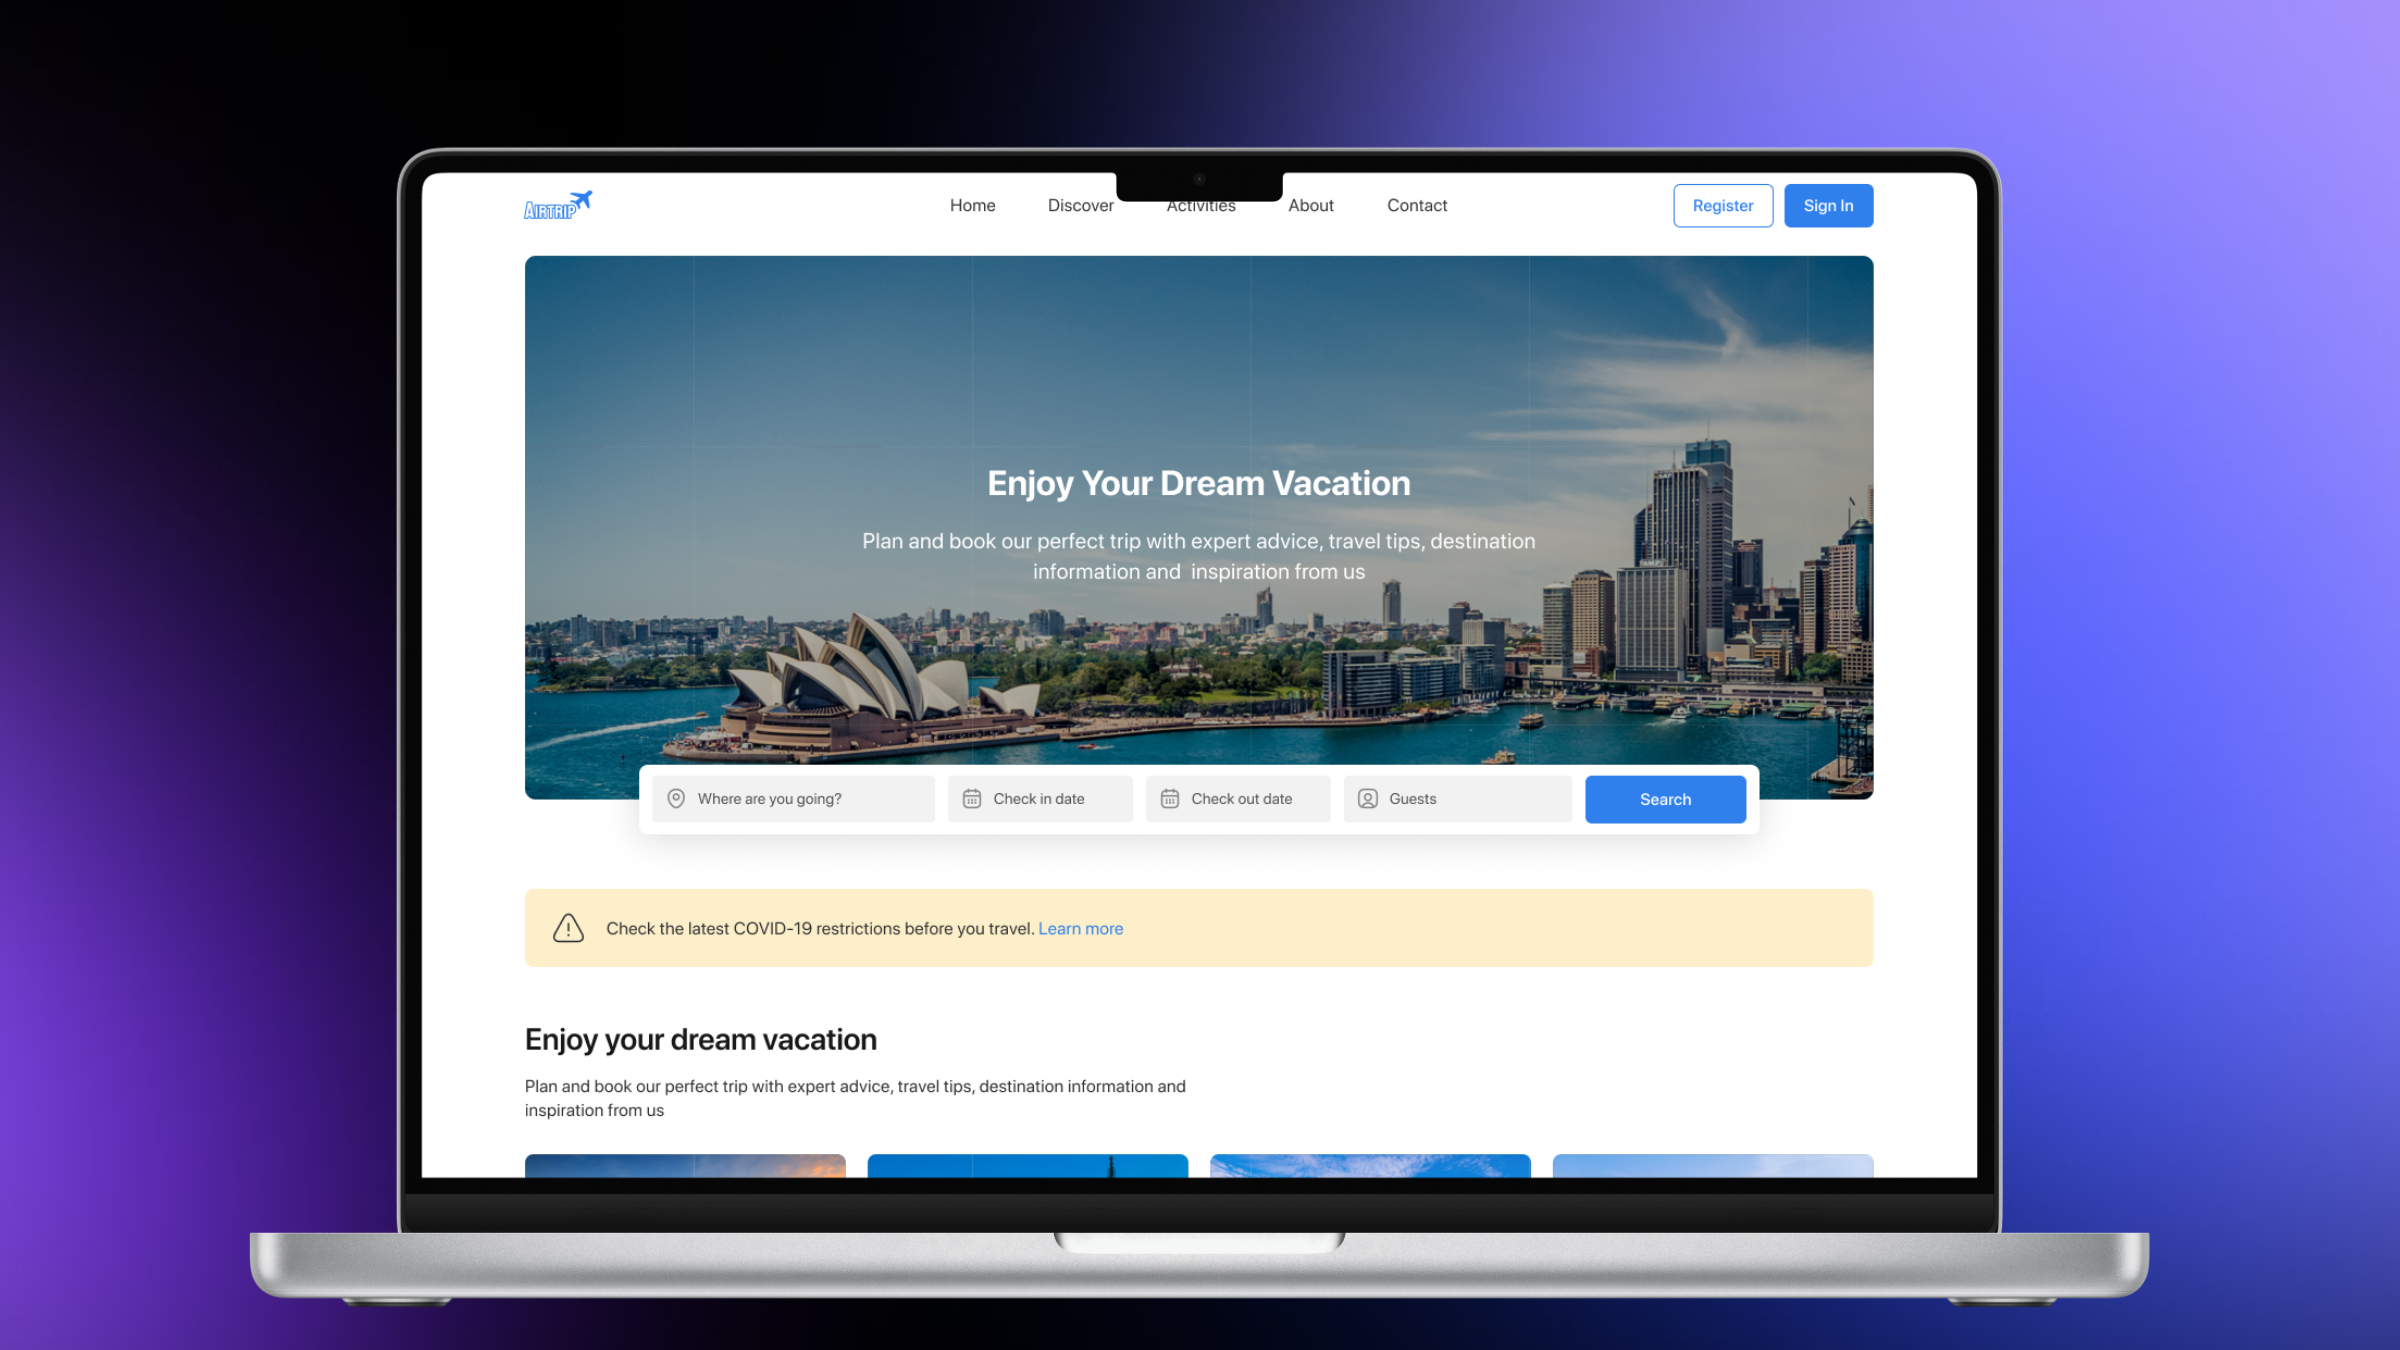 AIRTRIP
Home Discover Activities About Contact
Register Sign In
Enjoy Your Dream Vacation
Plan and book our perfect trip with expert advice, travel tips, destination
information and inspiration from us
AMP
Where are you going? Check in date Check out date Guests Search
Check the latest COVID-19 restrictions before you travel. Learn more
Enjoy your dream vacation
Plan and book our perfect trip with expert advice, travel tips, destination information and
inspiration from us